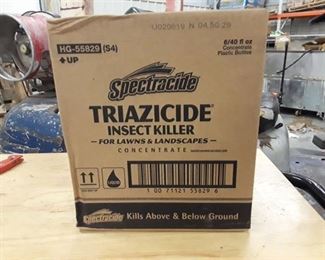 U020619 N 04:50 29
HG-55829 (S4)
UP
6/40 fl oz
Concentrate
Plastic Bottles
Spectracide
TRIAZICIDE®
INSECT KILLER
– FOR LAWNS & LANDSCAPES –
CONCENTRATE
LIQUID
1 00 71121 55829 6
Spectracide Kills Above & Below Ground